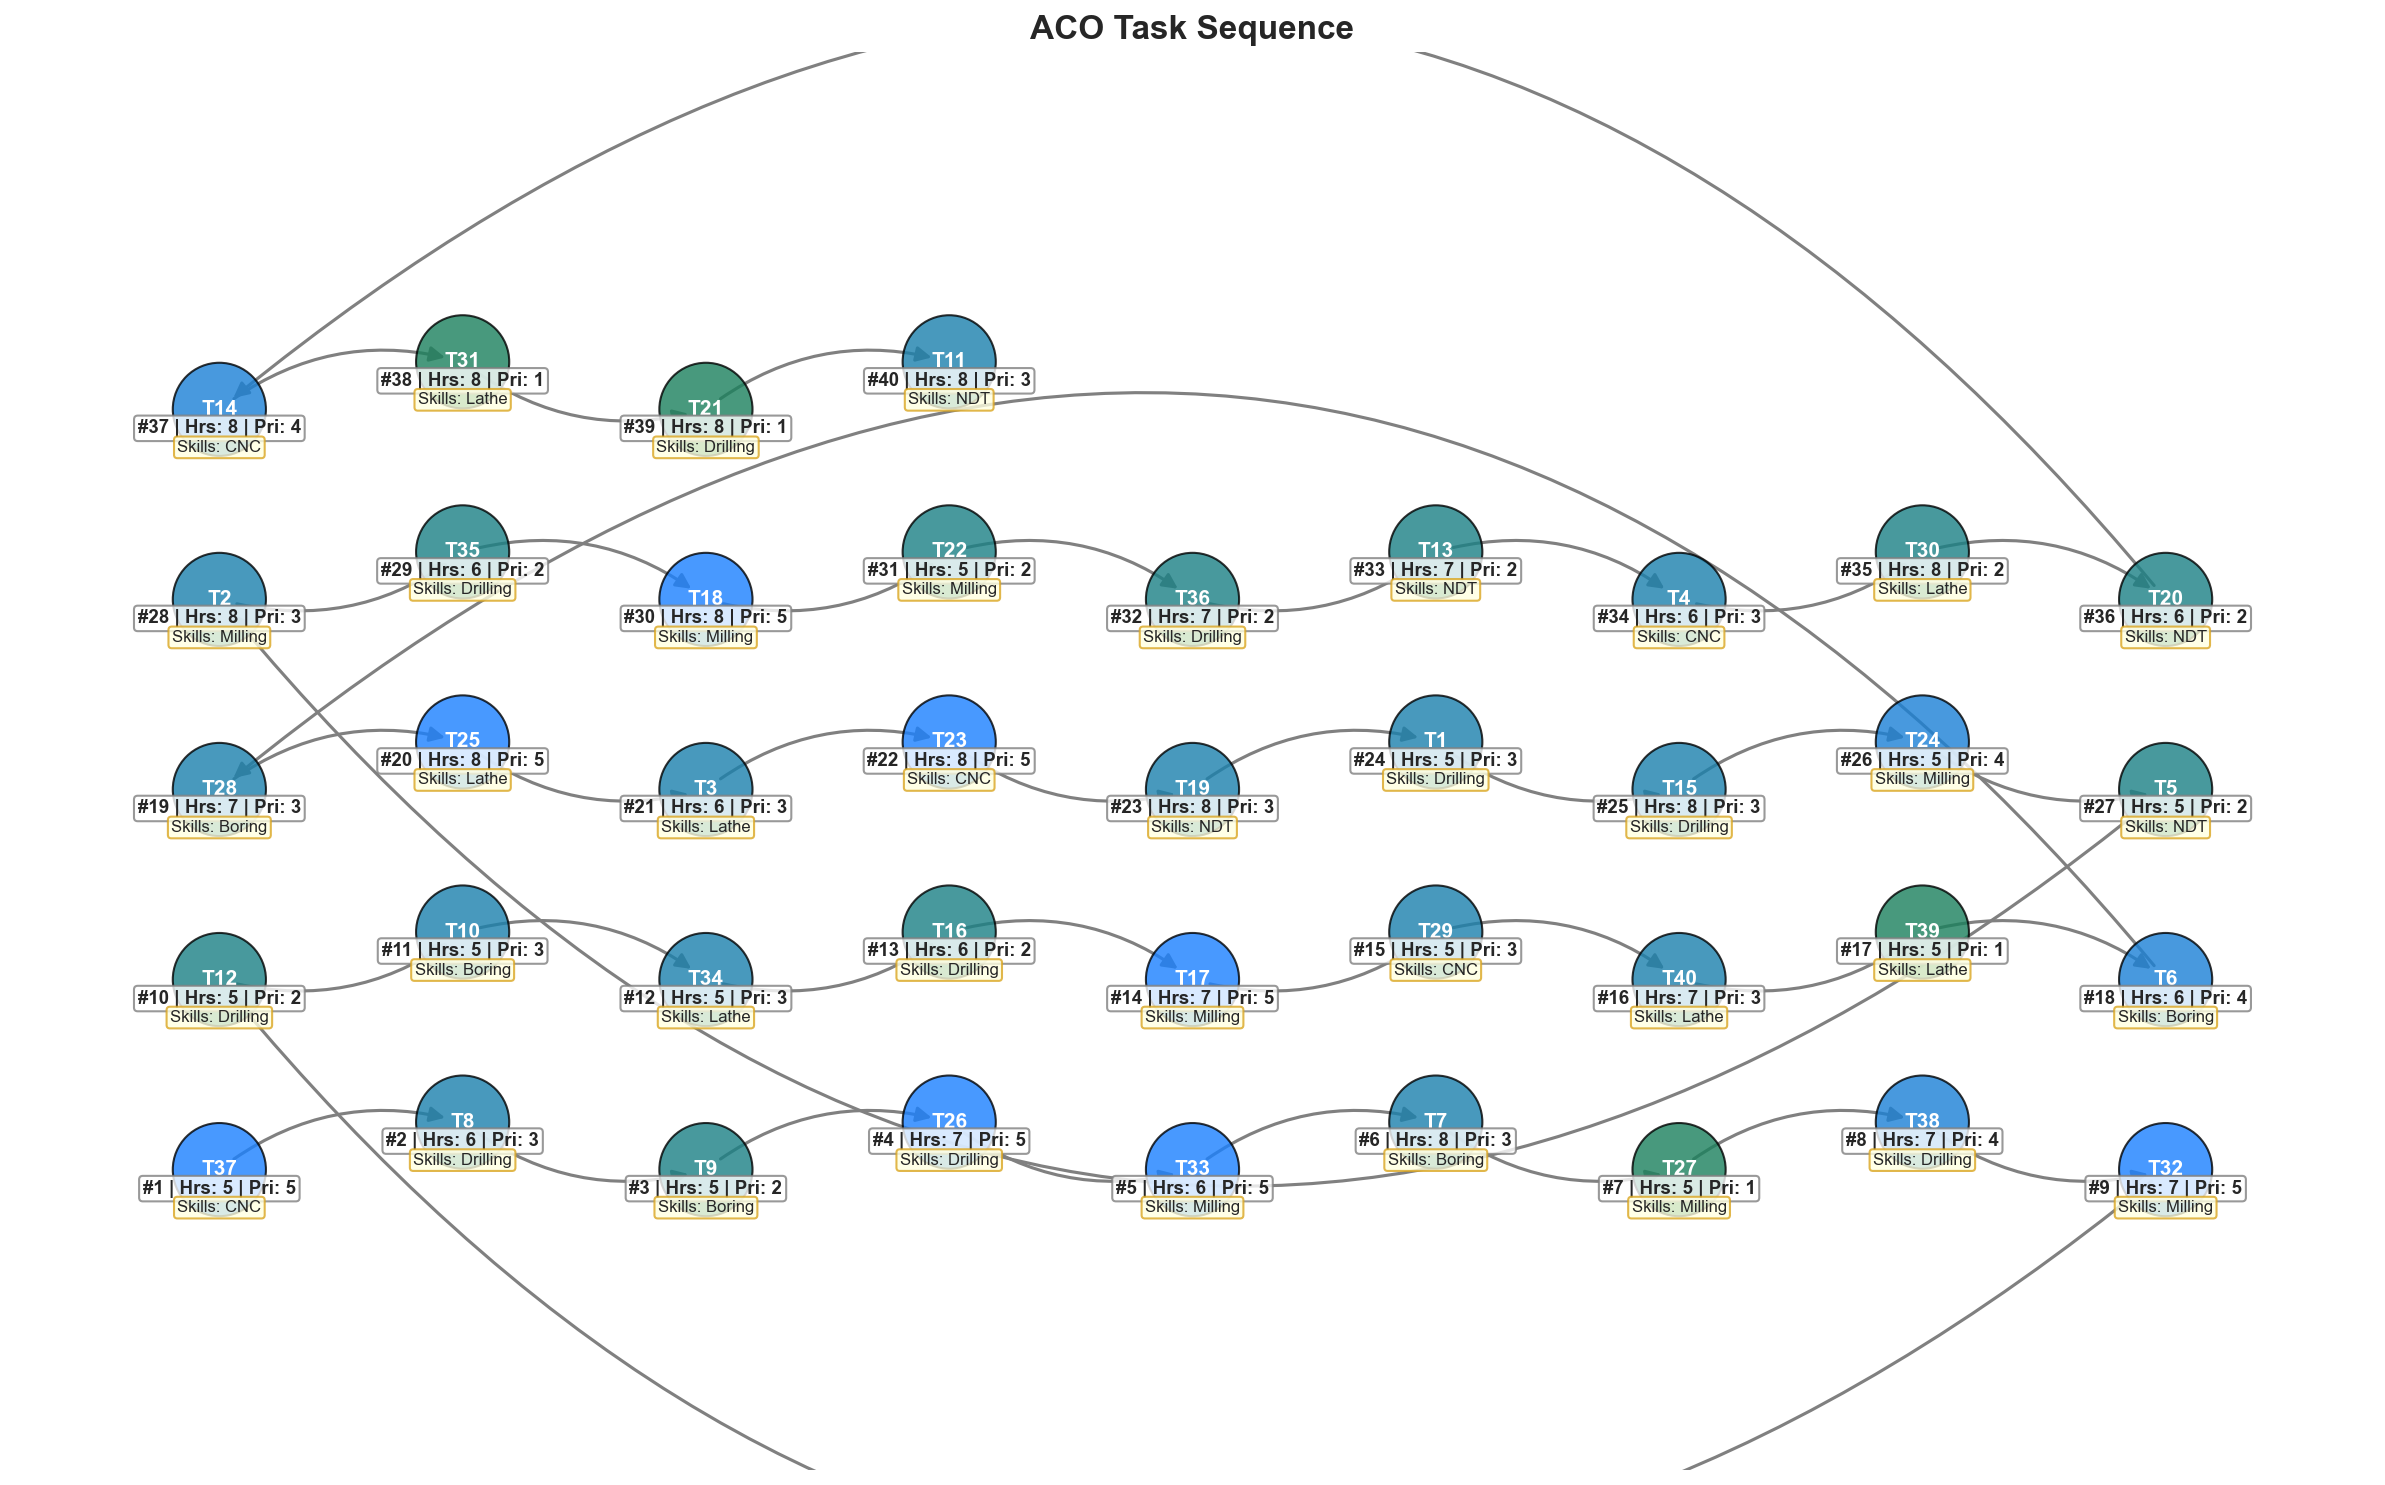 ACO Task Sequence
T31
#38 | Hrs: 8 | Pri: 1
Skills: Lathe
T11
#40 | Hrs: 8 | Pri: 3
Skills: NDT
T14
#37 | Hrs: 8 | Pri: 4
Skills: CNC
T21
#39 | Hrs: 8 | Pri: 1
Skills: Drilling
T35
#29 | Hrs: 6 | Pri: 2
Skills: Drilling
T22
#31 | Hrs: 5 | Pri: 2
Skills: Milling
T13
#33 | Hrs: 7 | Pri: 2
Skills: NDT
T30
#35 | Hrs: 8 | Pri: 2
Skills: Lathe
T2
#28 | Hrs: 8 | Pri: 3
Skills: Milling
T18
#30 | Hrs: 8 | Pri: 5
Skills: Milling
T36
#32 | Hrs: 7 | Pri: 2
Skills: Drilling
T4
#34 | Hrs: 6 | Pri: 3
Skills: CNC
T20
#36 | Hrs: 6 | Pri: 2
Skills: NDT
T25
#20 | Hrs: 8 | Pri: 5
Skills: Lathe
T23
#22 | Hrs: 8 | Pri: 5
Skills: CNC
T1
#24 | Hrs: 5 | Pri: 3
Skills: Drilling
T24
#26 | Hrs: 5 | Pri: 4
Skills: Milling
T28
#19 | Hrs: 7 | Pri: 3
Skills: Boring
T3
#21 | Hrs: 6 | Pri: 3
Skills: Lathe
T19
#23 | Hrs: 8 | Pri: 3
Skills: NDT
T15
#25 | Hrs: 8 | Pri: 3
Skills: Drilling
T5
#27 | Hrs: 5 | Pri: 2
Skills: NDT
T10
#11 | Hrs: 5 | Pri: 3
Skills: Boring
T16
#13 | Hrs: 6 | Pri: 2
Skills: Drilling
T29
#15 | Hrs: 5 | Pri: 3
Skills: CNC
T39
#17 | Hrs: 5 | Pri: 1
Skills: Lathe
T12
#10 | Hrs: 5 | Pri: 2
Skills: Drilling
T34
#12 | Hrs: 5 | Pri: 3
Skills: Lathe
T17
#14 | Hrs: 7 | Pri: 5
Skills: Milling
T40
#16 | Hrs: 7 | Pri: 3
Skills: Lathe
T6
#18 | Hrs: 6 | Pri: 4
Skills: Boring
T8
#2 | Hrs: 6 | Pri: 3
Skills: Drilling
T26
#4 | Hrs: 7 | Pri: 5
Skills: Drilling
T7
#6 | Hrs: 8 | Pri: 3
Skills: Boring
T38
#8 | Hrs: 7 | Pri: 4
Skills: Drilling
T37
#1 | Hrs: 5 | Pri: 5
Skills: CNC
T9
#3 | Hrs: 5 | Pri: 2
Skills: Boring
T33
#5 | Hrs: 6 | Pri: 5
Skills: Milling
T27
#7 | Hrs: 5 | Pri: 1
Skills: Milling
T32
#9 | Hrs: 7 | Pri: 5
Skills: Milling